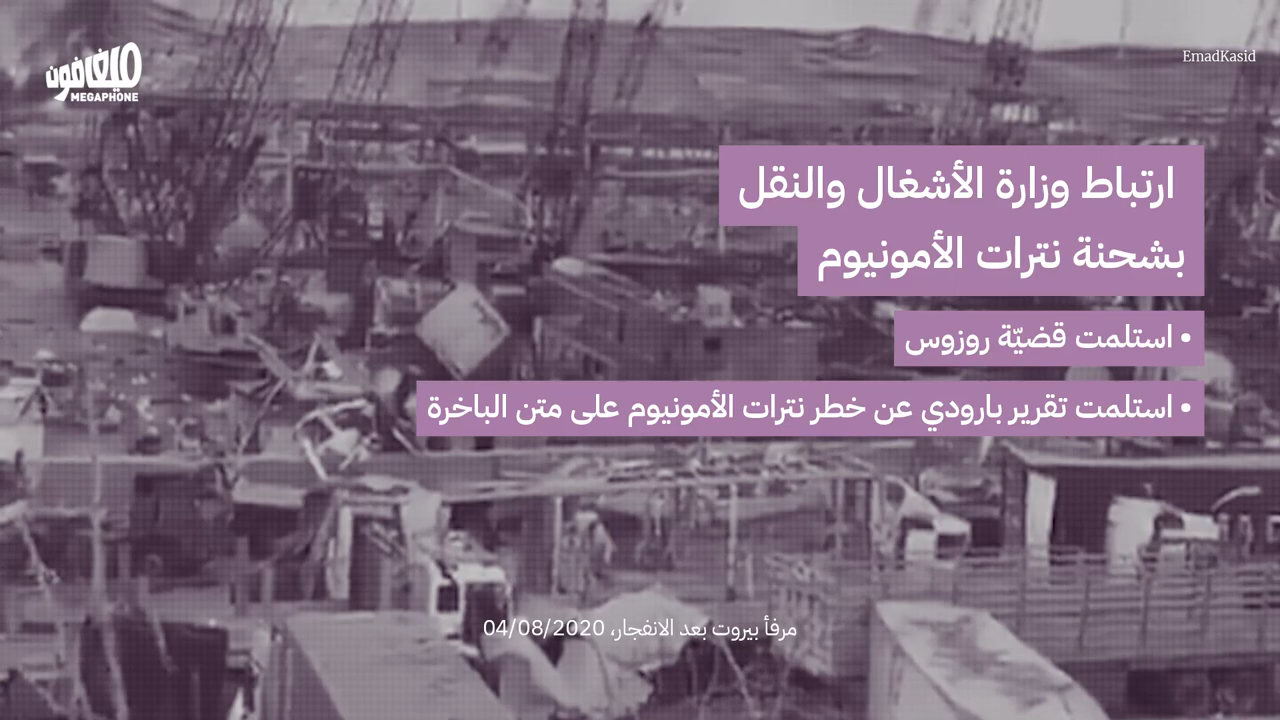 ميغافون
MEGAPHONE
EmadKasid
ارتباط وزارة الأشغال والنقل
بشحنة نترات الأمونيوم
• استلمت قضيّة روزوس
• استلمت تقرير بارودي عن خطر نترات الأمونيوم على متن الباخرة
مرفأ بيروت بعد الانفجار، 04/08/2020